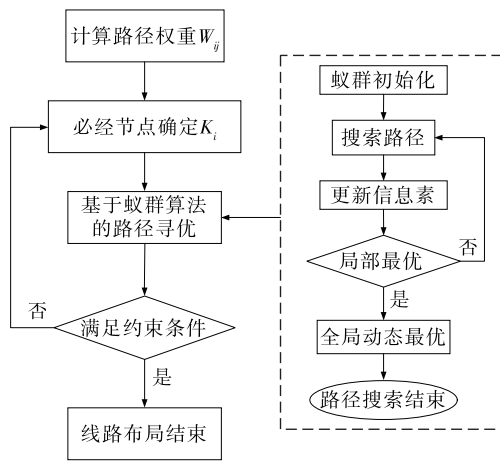 计算路径权重W_ij
必经节点确定K_i
基于蚁群算法
的路径寻优
否
满足约束条件
是
线路布局结束
蚁群初始化
搜索路径
更新信息素
否
局部最优
是
全局动态最优
路径搜索结束